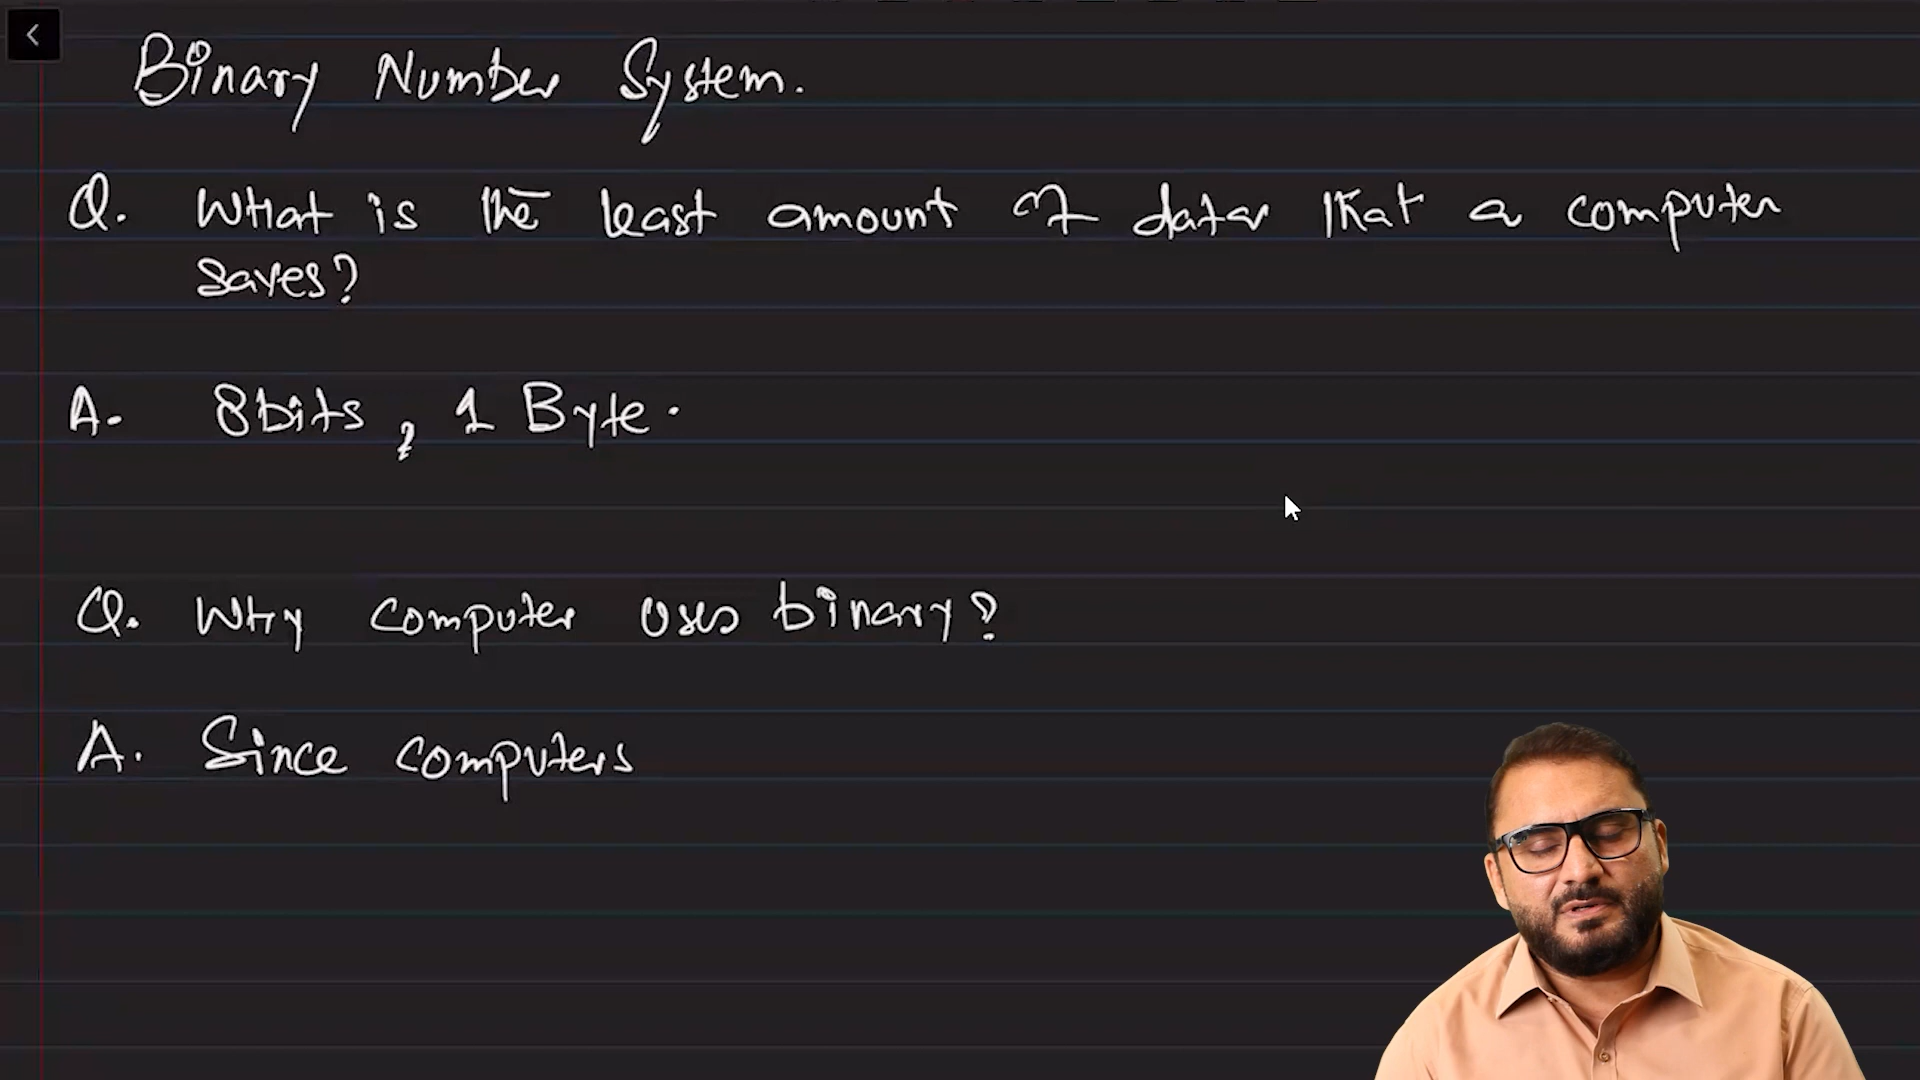 Binary Number System.
Q. What is the least amount of data that a computer
saves?
A. 8bits, 1 Byte.
Q. Why computer uses binary?
A. Since computers